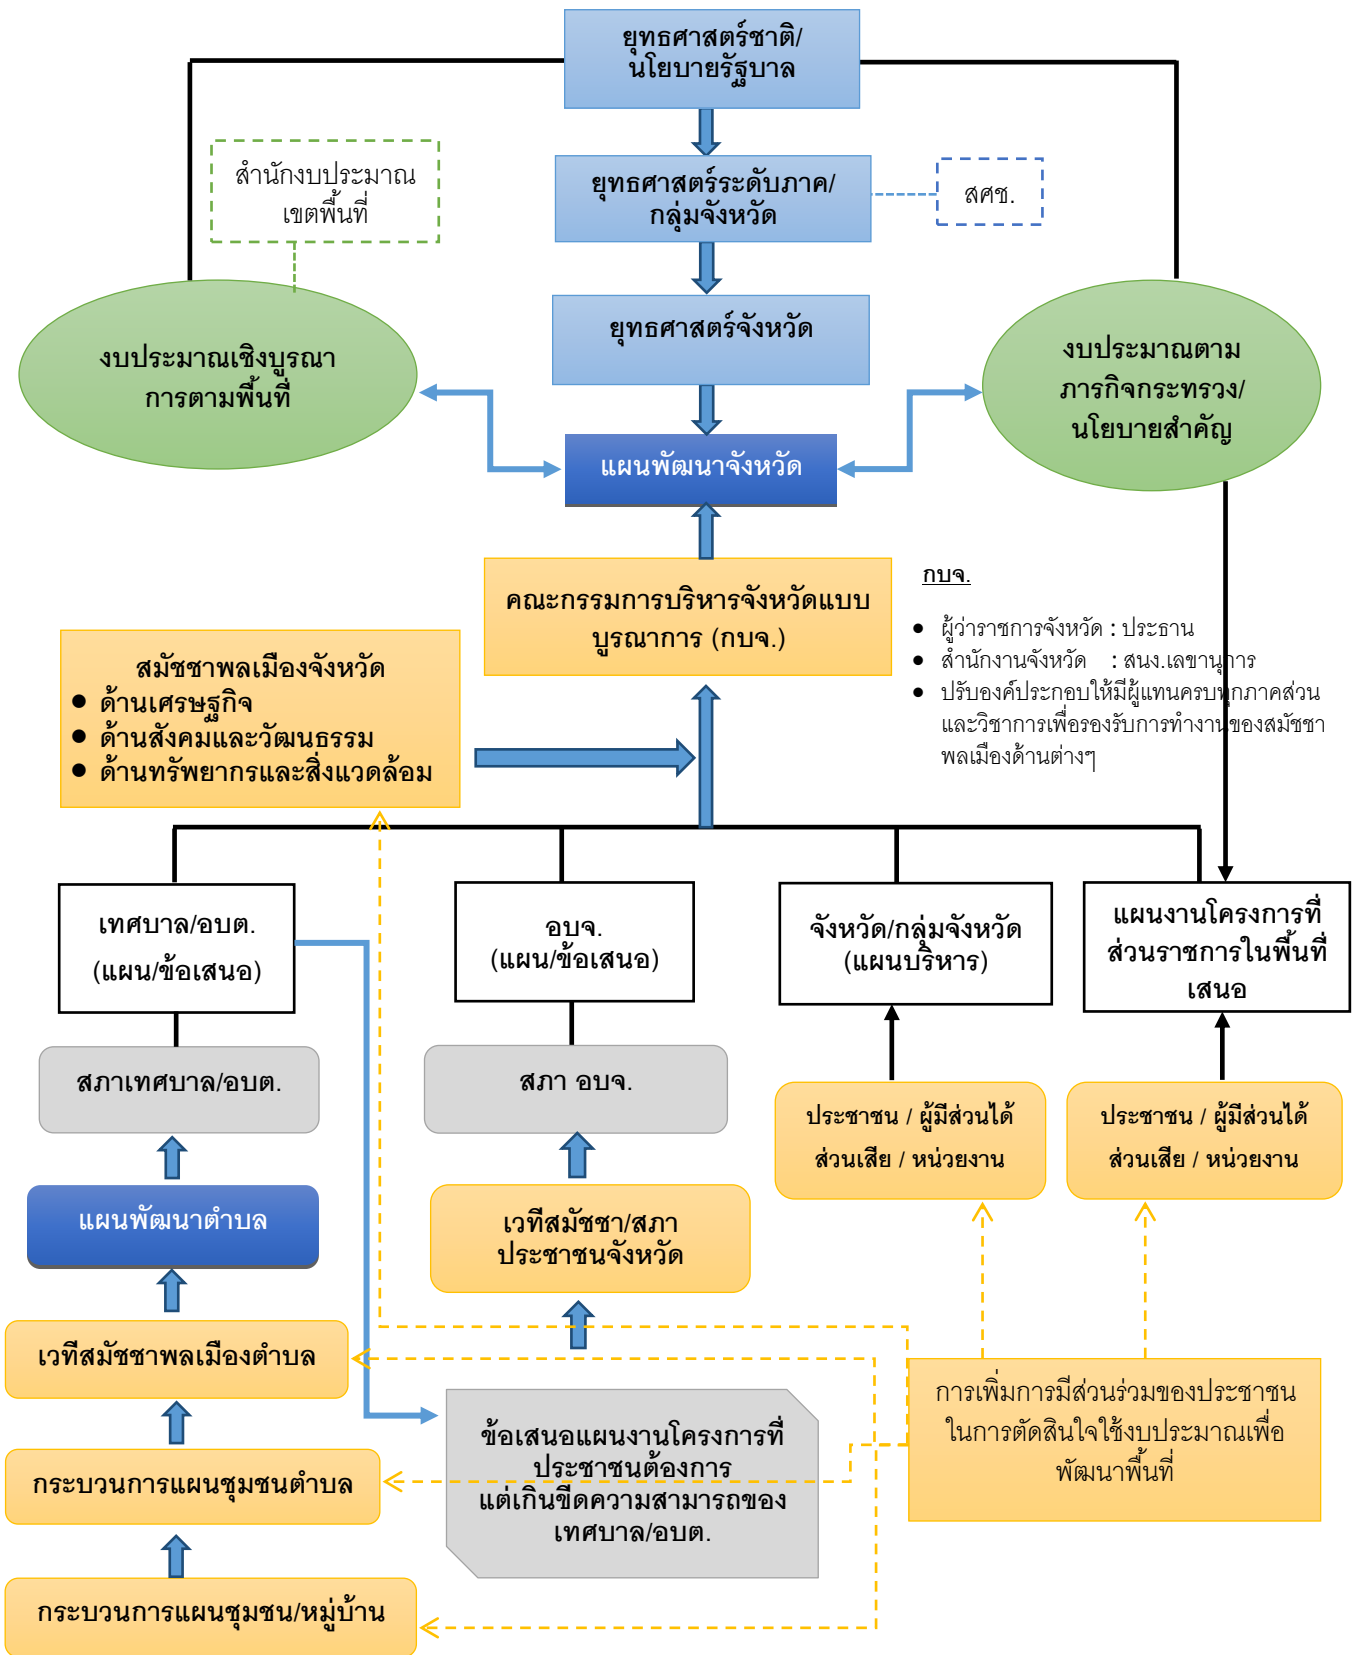 ยุทธศาสตร์ชาติ/
นโยบายรัฐบาล
สำนักงบประมาณ
เขตพื้นที่
ยุทธศาสตร์ระดับภาค/
กลุ่มจังหวัด
สศช.
ยุทธศาสตร์จังหวัด
งบประมาณเชิงบูรณา
การตามพื้นที่
งบประมาณตาม
ภารกิจกระทรวง/
นโยบายสำคัญ
แผนพัฒนาจังหวัด
คณะกรรมการบริหารจังหวัดแบบ
บูรณาการ (กบจ.)
กบจ.
● ผู้ว่าราชการจังหวัด : ประธาน
● สำนักงานจังหวัด : สนง.เลขานุการ
● ปรับองค์ประกอบให้มีผู้แทนครบทุกภาคส่วน
และวิชาการเพื่อรองรับการทำงานของสมัชชา
พลเมืองด้านต่างๆ
สมัชชาพลเมืองจังหวัด
● ด้านเศรษฐกิจ
● ด้านสังคมและวัฒนธรรม
● ด้านทรัพยากรและสิ่งแวดล้อม
เทศบาล/อบต.
(แผน/ข้อเสนอ)
อบจ.
(แผน/ข้อเสนอ)
จังหวัด/กลุ่มจังหวัด
(แผนบริหาร)
แผนงานโครงการที่
ส่วนราชการในพื้นที่
เสนอ
สภาเทศบาล/อบต.
สภา อบจ.
ประชาชน / ผู้มีส่วนได้
ส่วนเสีย / หน่วยงาน
ประชาชน / ผู้มีส่วนได้
ส่วนเสีย / หน่วยงาน
แผนพัฒนาตำบล
เวทีสมัชชา/สภา
ประชาชนจังหวัด
เวทีสมัชชาพลเมืองตำบล
การเพิ่มการมีส่วนร่วมของประชาชน
ในการตัดสินใจใช้งบประมาณเพื่อ
พัฒนาพื้นที่
ข้อเสนอแผนงานโครงการที่
ประชาชนต้องการ
แต่เกินขีดความสามารถของ
เทศบาล/อบต.
กระบวนการแผนชุมชนตำบล
กระบวนการแผนชุมชน/หมู่บ้าน